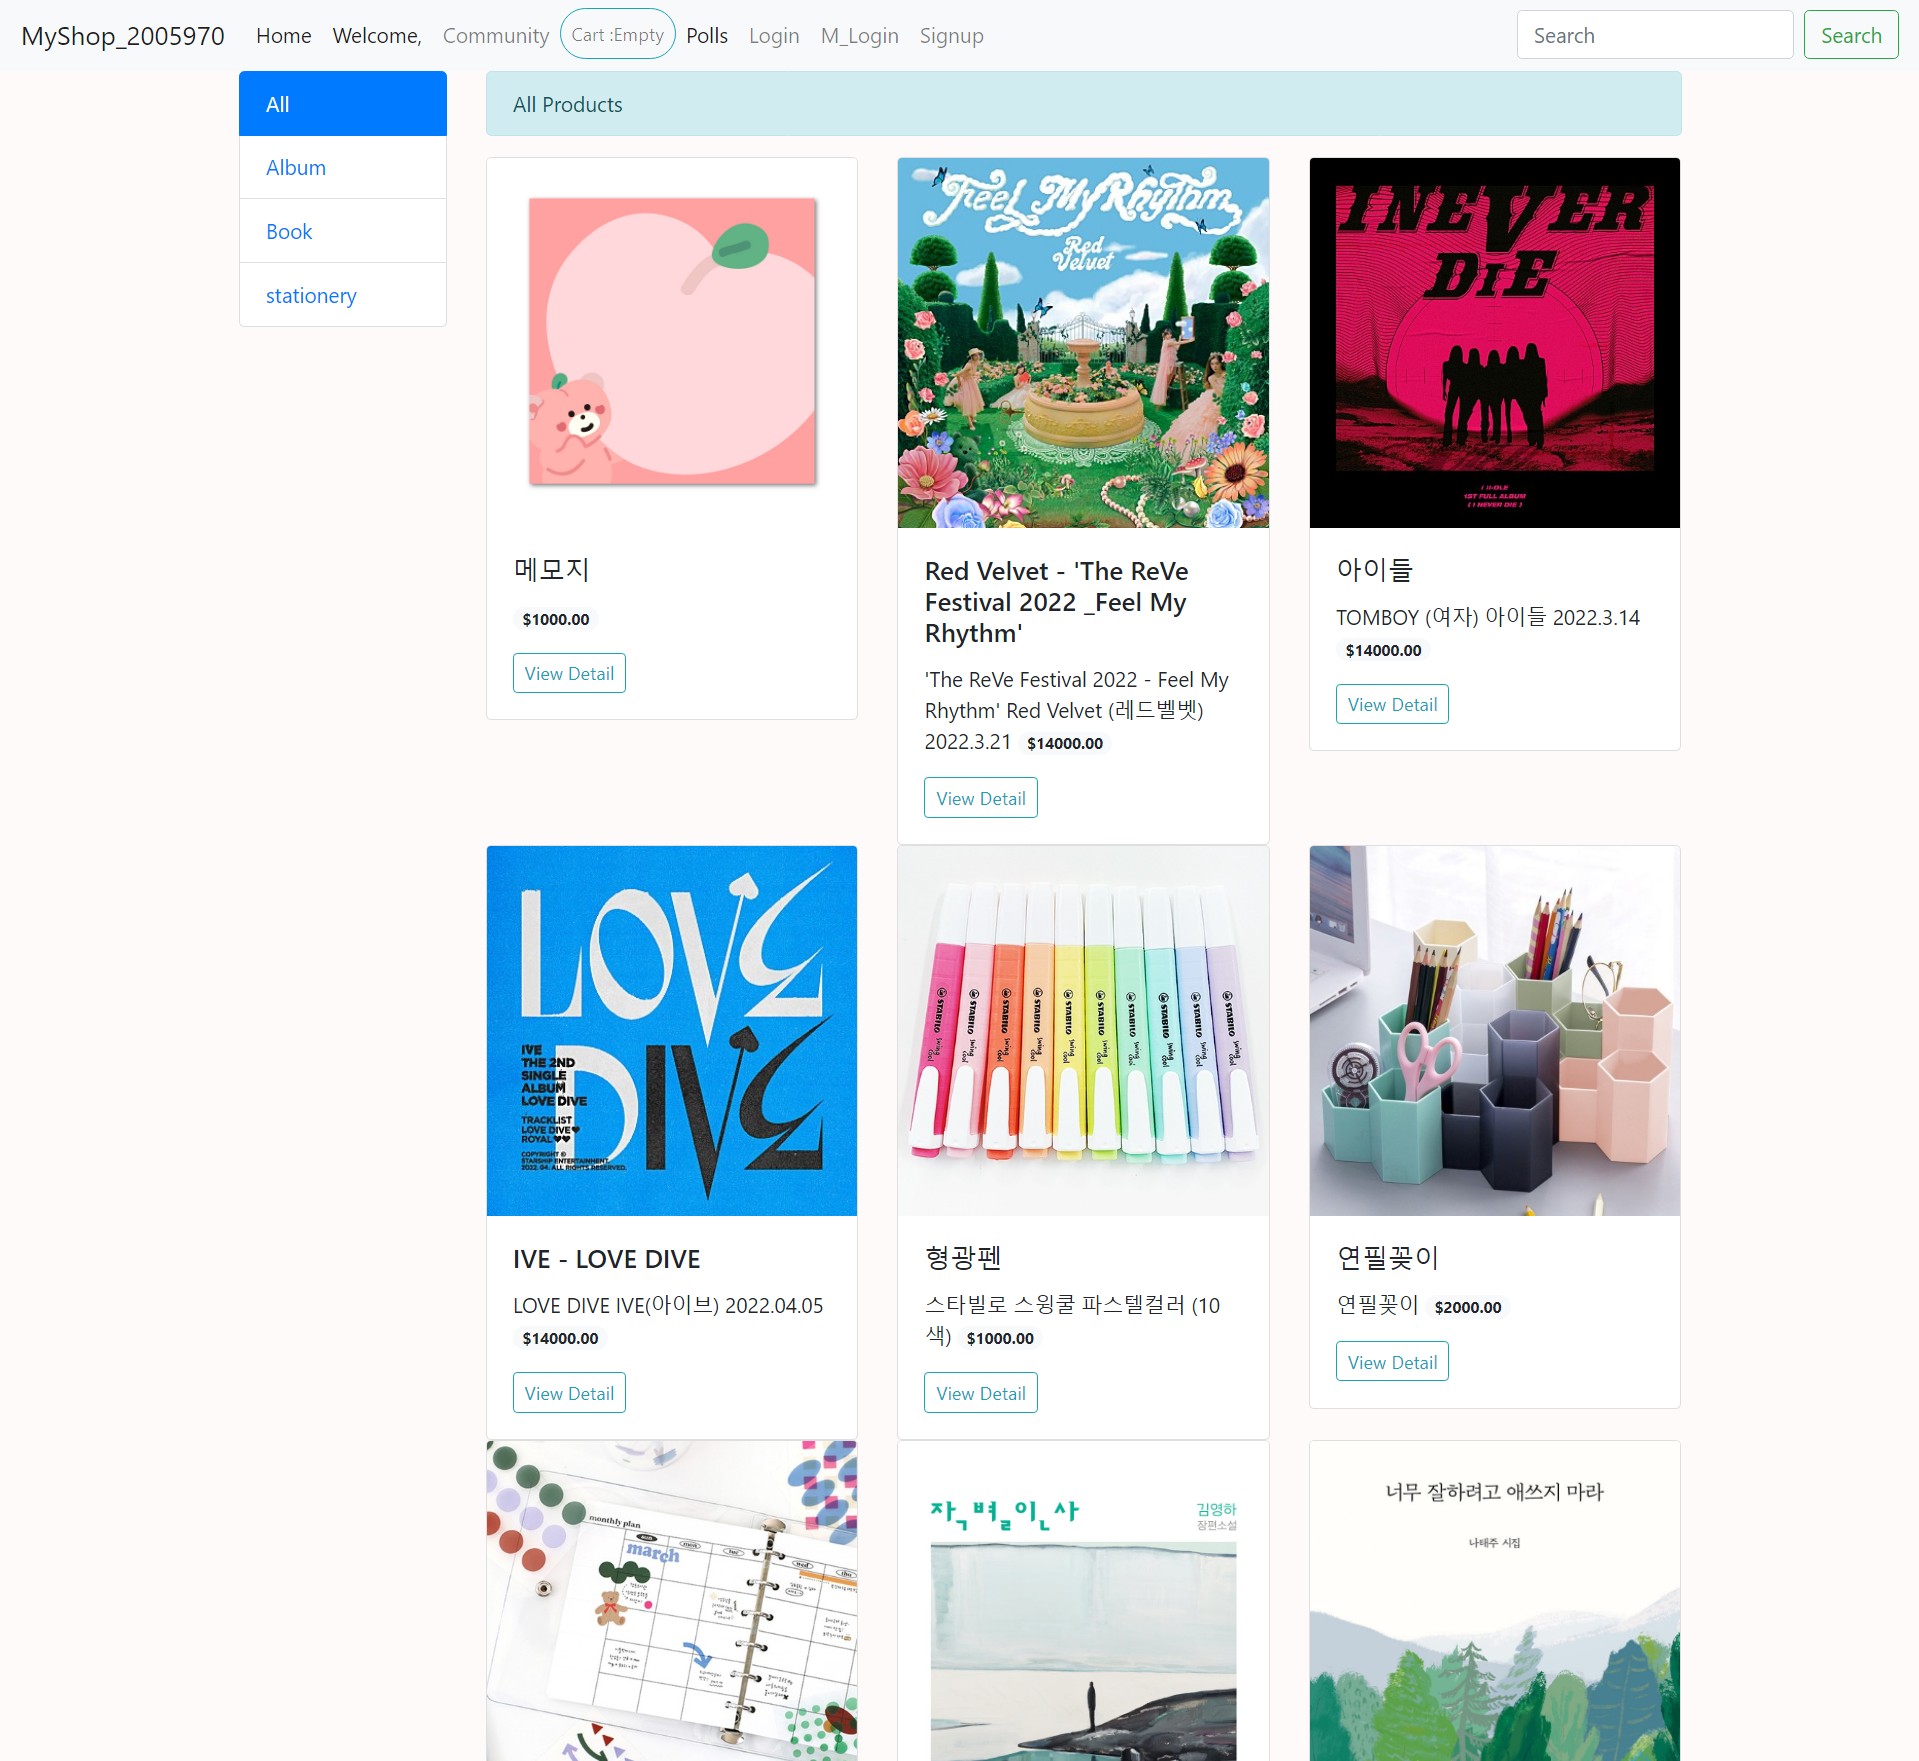 MyShop_2005970 Home Welcome, Community Cart :Empty Polls Login M_Login Signup Search Search
All
Album
Book
stationery
All Products
메모지
$1000.00
View Detail
Feel My Rhythm
Red
Velvet
Red Velvet - 'The ReVe
Festival 2022 _Feel My
Rhythm'
'The ReVe Festival 2022 - Feel My
Rhythm' Red Velvet (레드벨벳)
2022.3.21 $14000.00
View Detail
I NEVER
DIE
1ST FULL ALBUM
( I NEVER DIE )
아이들
TOMBOY (여자) 아이들 2022.3.14
$14000.00
View Detail
LOVE
DIVE
IVE
THE 2ND
SINGLE
ALBUM
LOVE DIVE
TRACKLIST
LOVE DIVE♥
ROYAL♥♥
COPYRIGHT ©
STARSHIP ENTERTAINMENT.
2022. 04. ALL RIGHTS RESERVED.
IVE - LOVE DIVE
LOVE DIVE IVE(아이브) 2022.04.05
$14000.00
View Detail
STABILO swing cool
STABILO swing cool
STABILO swing cool
STABILO swing cool
STABILO swing cool
STABILO swing cool
STABILO swing cool
STABILO swing cool
STABILO swing cool
STABILO swing cool
형광펜
스타빌로 스윙쿨 파스텔컬러 (10
색) $1000.00
View Detail
연필꽂이
연필꽂이 $2000.00
View Detail
monthly plan
march
작별인사
김영하
장편소설
너무 잘하려고 애쓰지 마라
나태주 시집